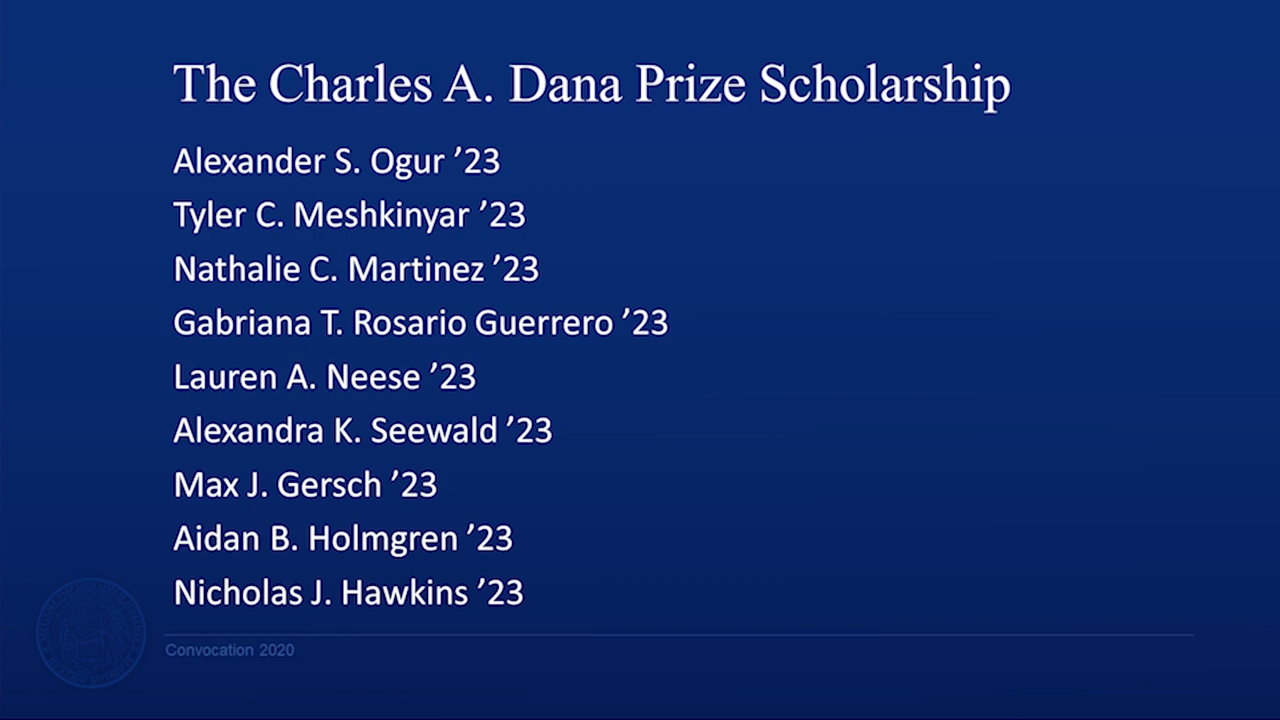 The Charles A. Dana Prize Scholarship
Alexander S. Ogur ’23
Tyler C. Meshkinyar ’23
Nathalie C. Martinez ’23
Gabriana T. Rosario Guerrero ’23
Lauren A. Neese ’23
Alexandra K. Seewald ’23
Max J. Gersch ’23
Aidan B. Holmgren ’23
Nicholas J. Hawkins ’23
Convocation 2020